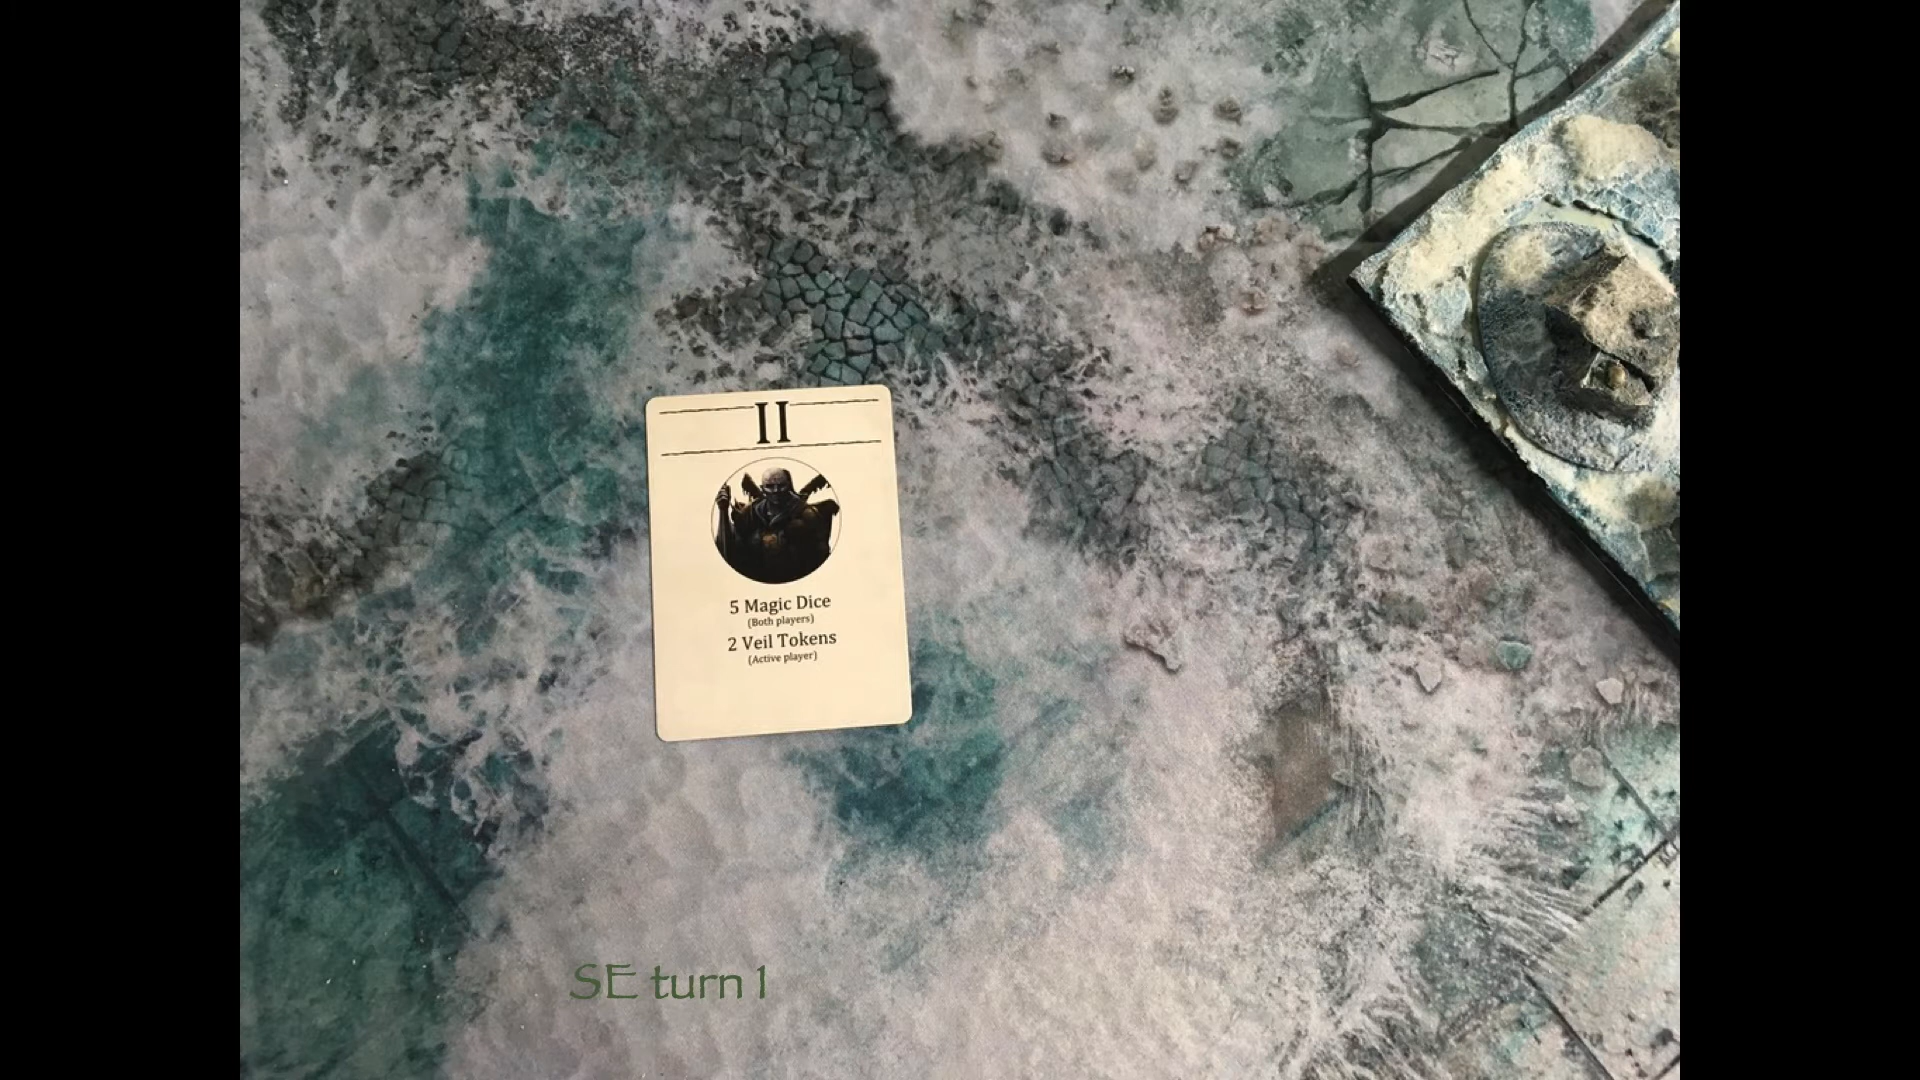 II
5 Magic Dice
(Both players)
2 Veil Tokens
(Active player)
SE turn 1